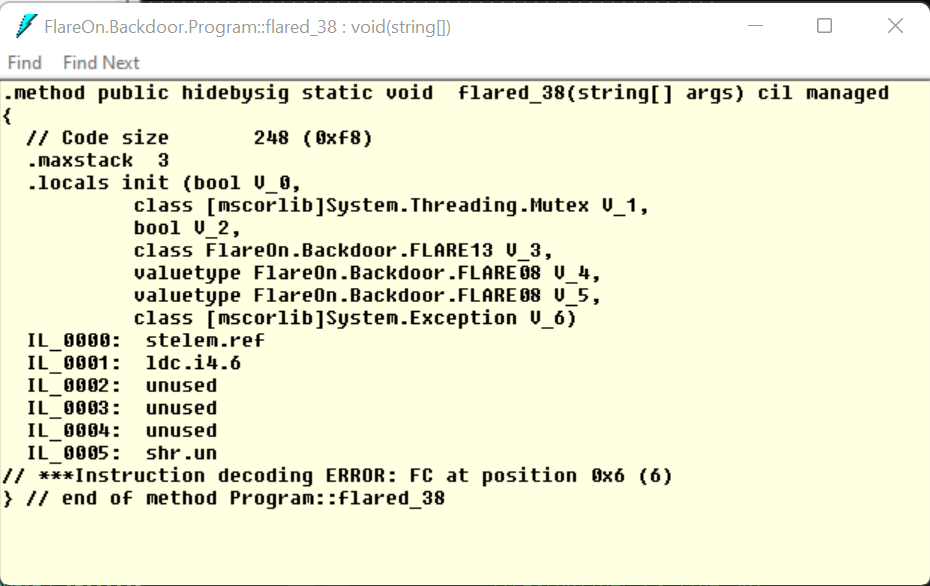 FlareOn.Backdoor.Program::flared_38 : void(string[])
Find Find Next
.method public hidebysig static void  flared_38(string[] args) cil managed
{
  // Code size       248 (0xf8)
  .maxstack  3
  .locals init (bool V_0,
           class [mscorlib]System.Threading.Mutex V_1,
           bool V_2,
           class FlareOn.Backdoor.FLARE13 V_3,
           valuetype FlareOn.Backdoor.FLARE08 V_4,
           valuetype FlareOn.Backdoor.FLARE08 V_5,
           class [mscorlib]System.Exception V_6)
  IL_0000:  stelem.ref
  IL_0001:  ldc.i4.6
  IL_0002:  unused
  IL_0003:  unused
  IL_0004:  unused
  IL_0005:  shr.un
// ***Instruction decoding ERROR: FC at position 0x6 (6)
} // end of method Program::flared_38